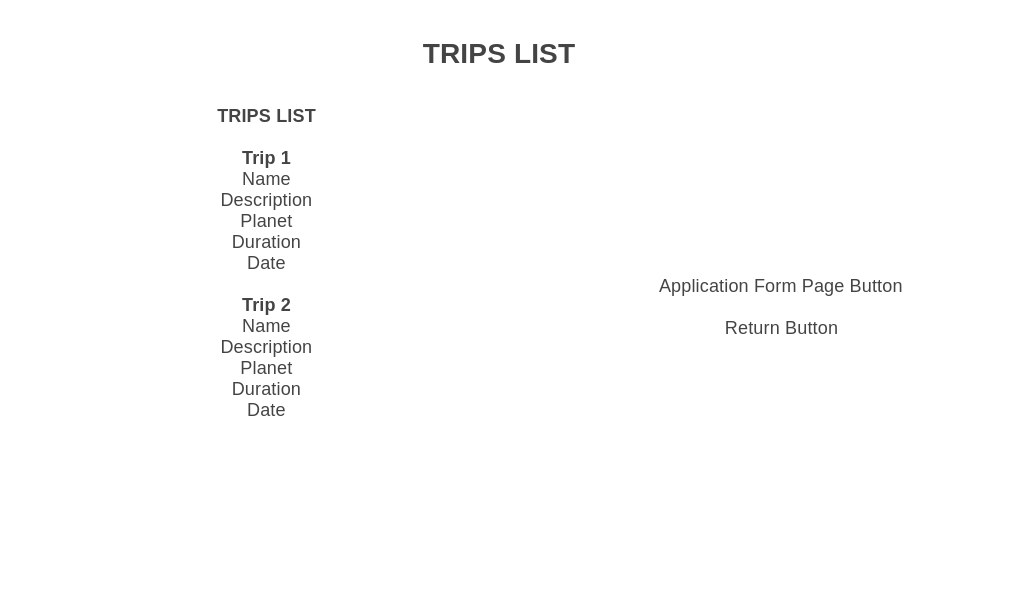 TRIPS LIST
TRIPS LIST
Trip 1
Name
Description
Planet
Duration
Date
Trip 2
Name
Description
Planet
Duration
Date
Application Form Page Button
Return Button